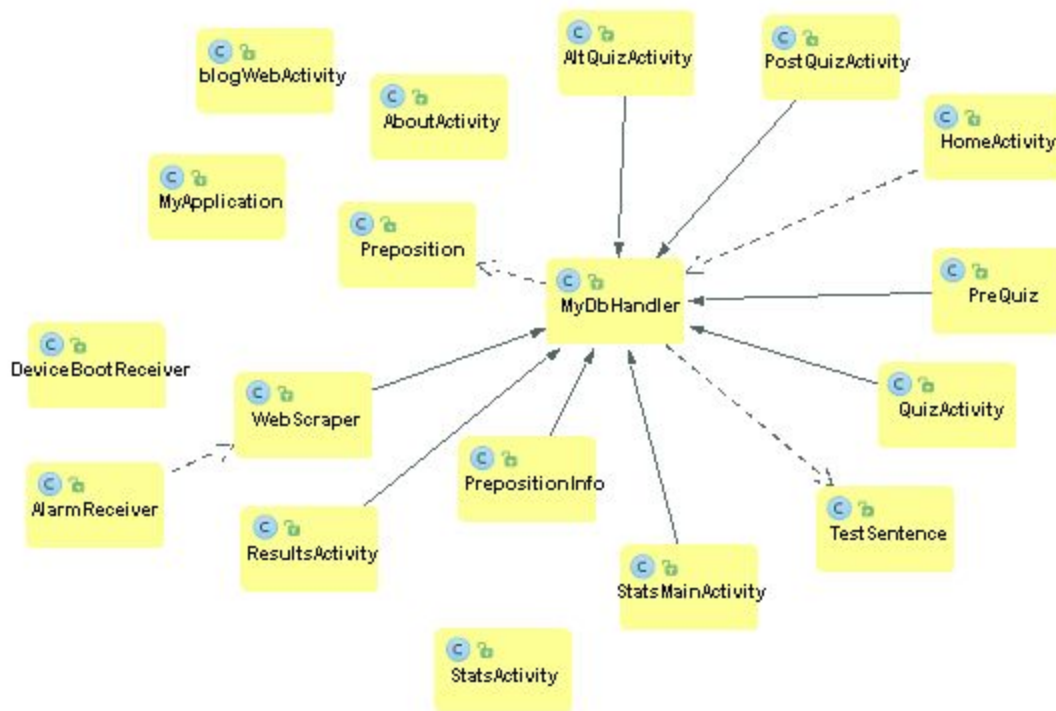 blogWebActivity
AltQuizActivity
PostQuizActivity
AboutActivity
HomeActivity
MyApplication
Preposition
MyDbHandler
PreQuiz
DeviceBootReceiver
WebScraper
QuizActivity
PrepositionInfo
AlarmReceiver
TestSentence
ResultsActivity
StatsMainActivity
StatsActivity